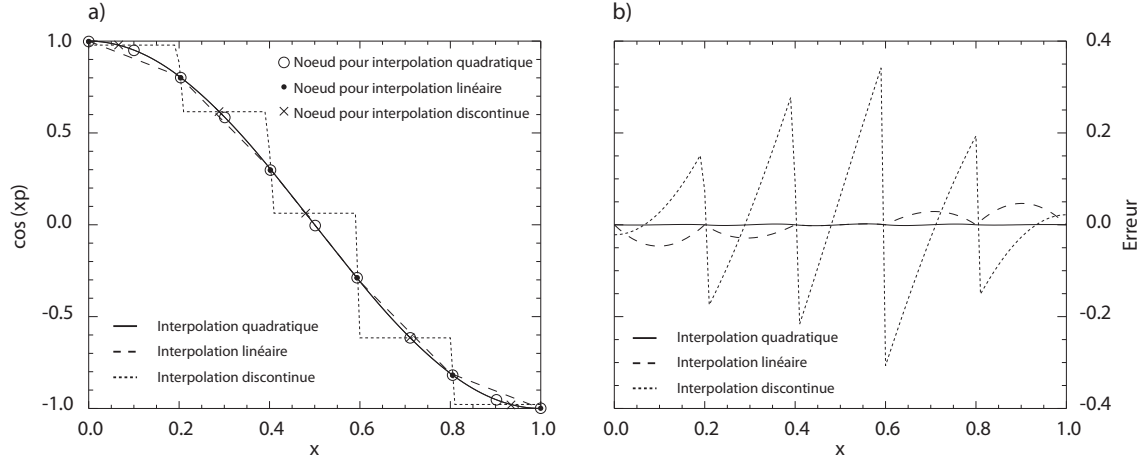 a)
1.0
0.5
0.0
-0.5
-1.0
cos (xp)
0.0
0.2
0.4
0.6
0.8
1.0
x
Noeud pour interpolation quadratique
Noeud pour interpolation linéaire
Noeud pour interpolation discontinue
Interpolation quadratique
Interpolation linéaire
Interpolation discontinue
b)
0.4
0.2
0.0
-0.2
-0.4
Erreur
0.0
0.2
0.4
0.6
0.8
1.0
x
Interpolation quadratique
Interpolation linéaire
Interpolation discontinue